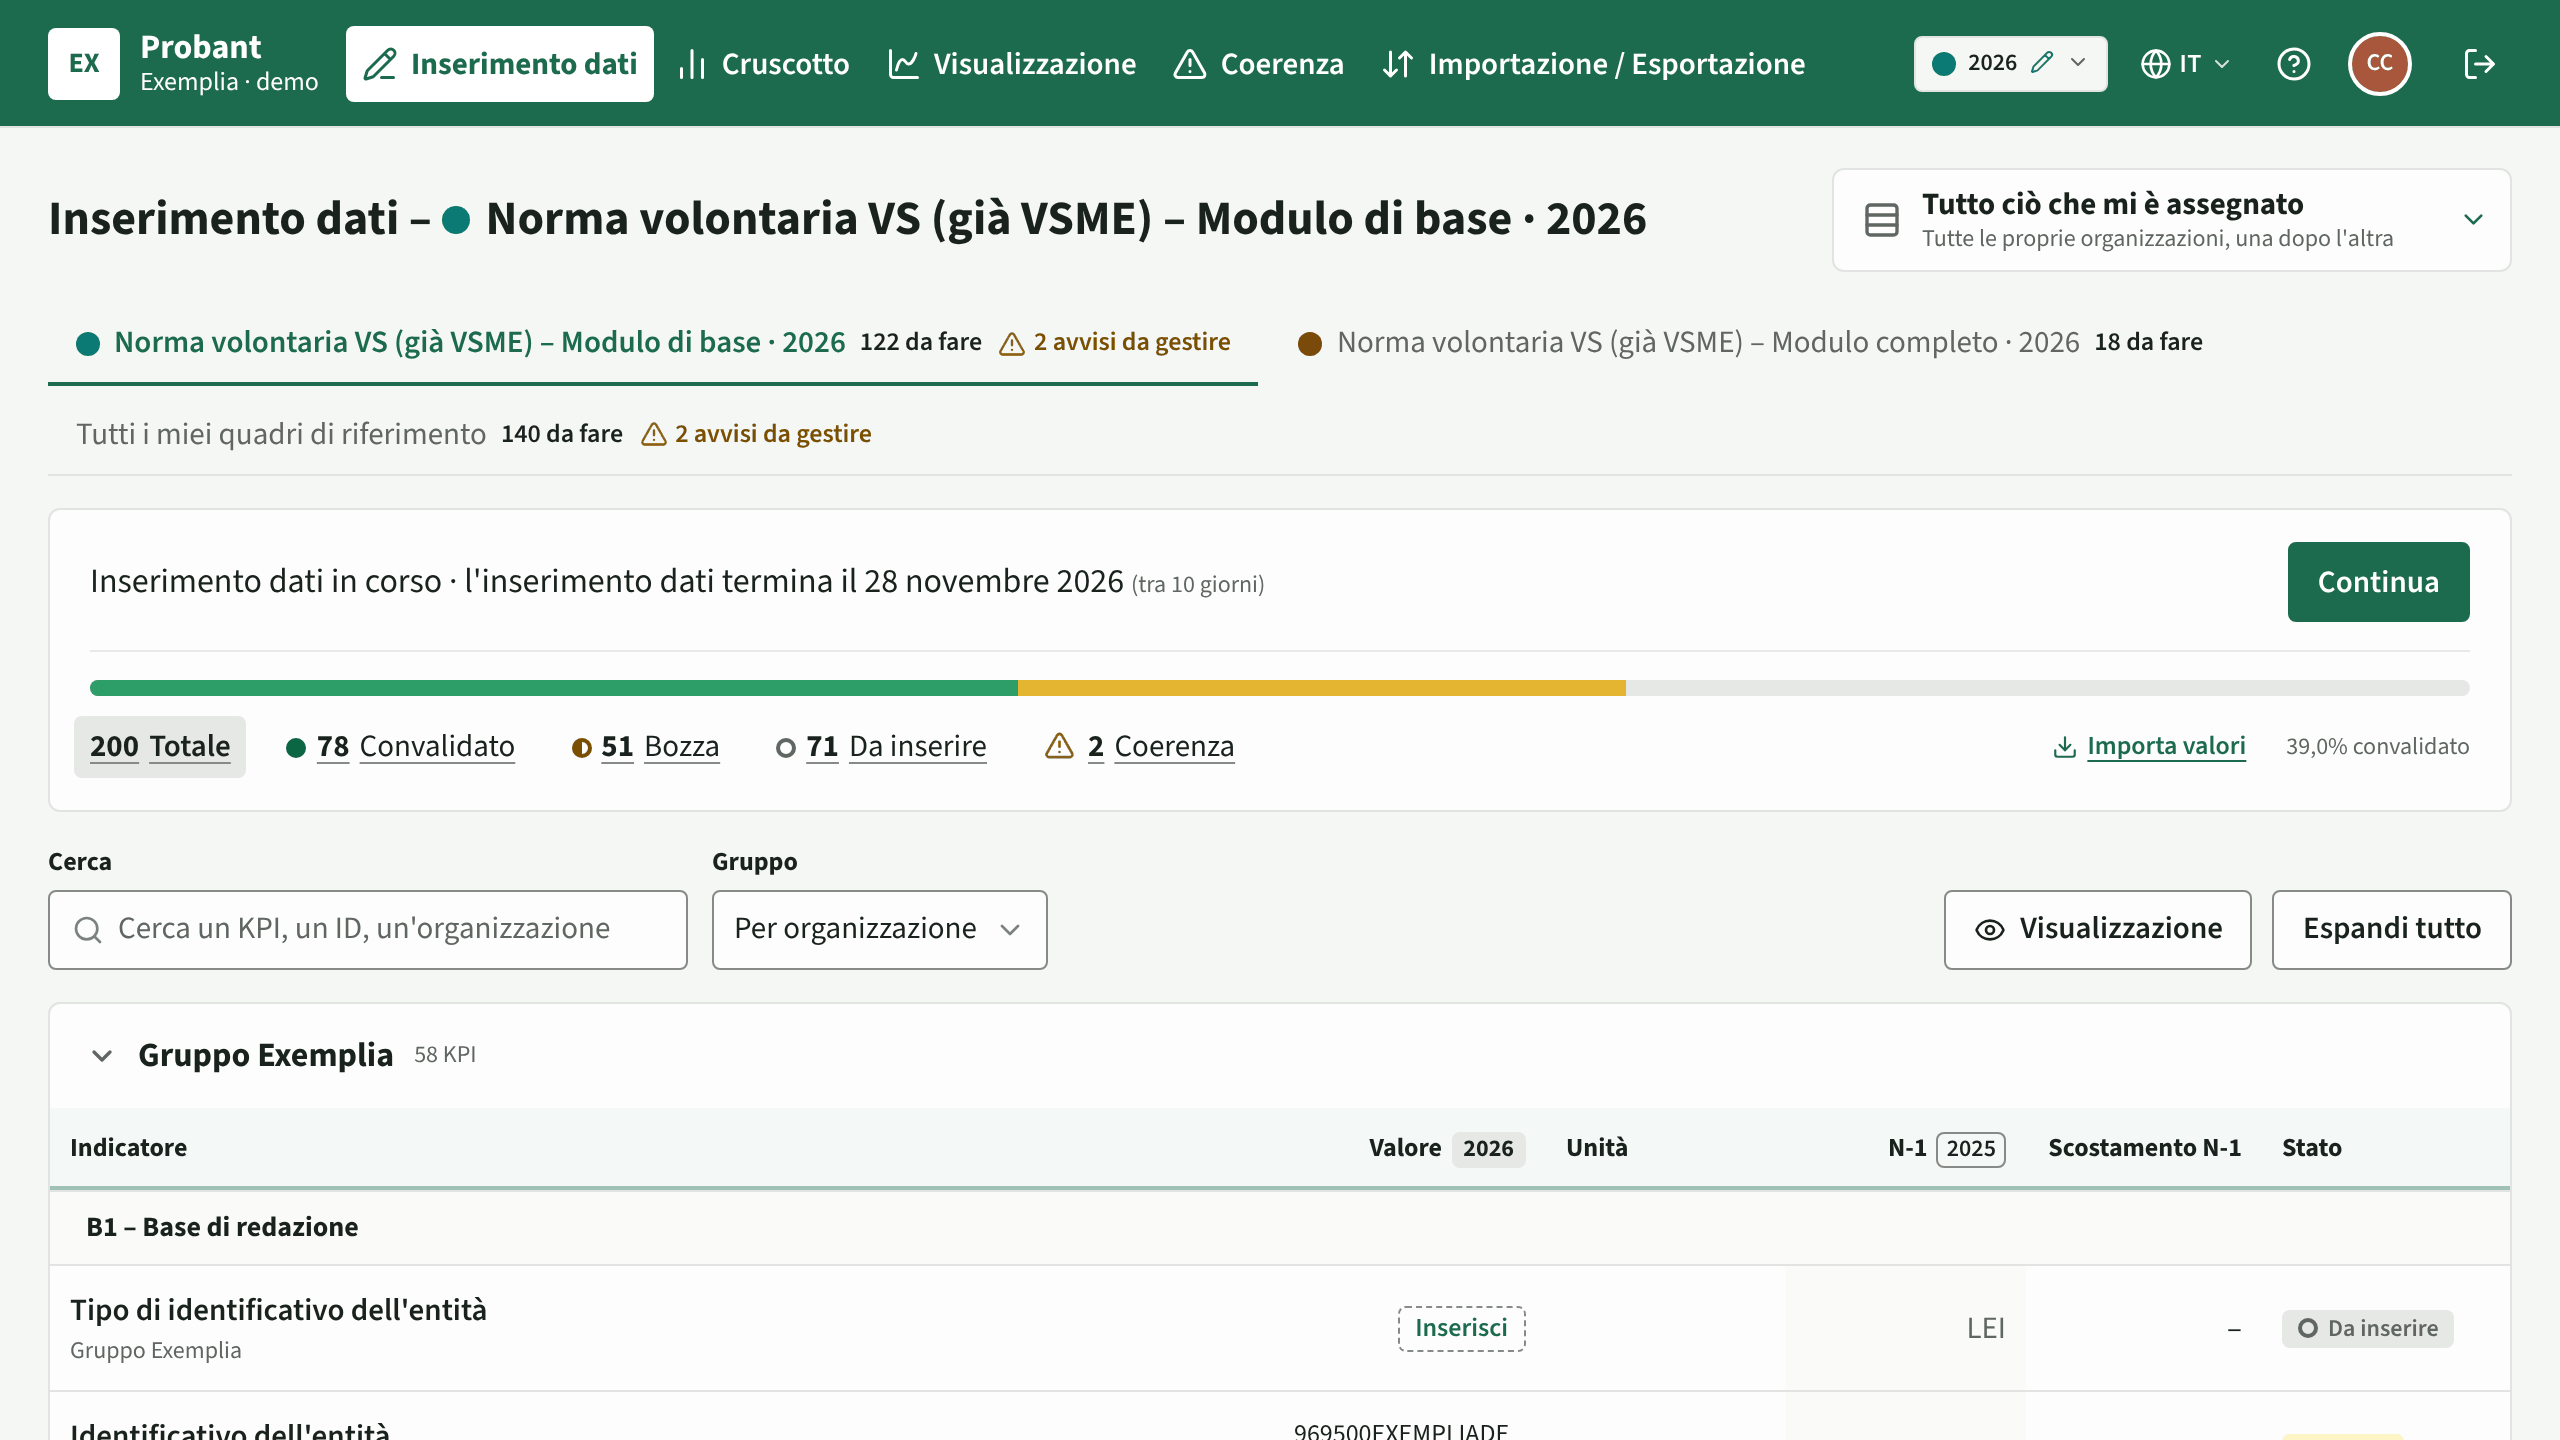 EX
Probant
Exemplia · demo
Inserimento dati
Cruscotto
Visualizzazione
Coerenza
Importazione / Esportazione
2026
IT
CC
Inserimento dati – Norma volontaria VS (già VSME) – Modulo di base · 2026
Tutto ciò che mi è assegnato
Tutte le proprie organizzazioni, una dopo l'altra
Norma volontaria VS (già VSME) – Modulo di base · 2026 122 da fare 2 avvisi da gestire
Norma volontaria VS (già VSME) – Modulo completo · 2026 18 da fare
Tutti i miei quadri di riferimento 140 da fare 2 avvisi da gestire
Inserimento dati in corso · l'inserimento dati termina il 28 novembre 2026 (tra 10 giorni)
Continua
200 Totale
78 Convalidato
51 Bozza
71 Da inserire
2 Coerenza
Importa valori
39,0% convalidato
Cerca
Gruppo
Cerca un KPI, un ID, un'organizzazione
Per organizzazione
Visualizzazione
Espandi tutto
Gruppo Exemplia 58 KPI
Indicatore
Valore 2026
Unità
N-1 2025
Scostamento N-1
Stato
B1 – Base di redazione
Tipo di identificativo dell'entità
Gruppo Exemplia
Inserisci
LEI
–
Da inserire
Identificativo dell'entità
969500EXEMPLIADE